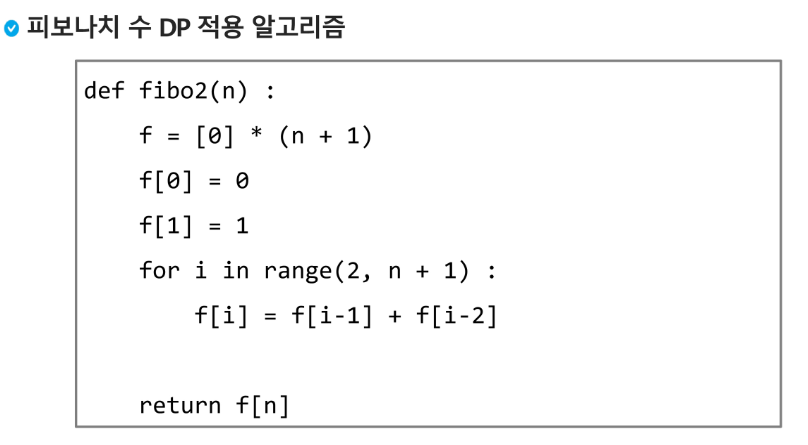 피보나치 수 DP 적용 알고리즘
def fibo2(n) :
    f = [0] * (n + 1)
    f[0] = 0
    f[1] = 1
    for i in range(2, n + 1) :
        f[i] = f[i-1] + f[i-2]

    return f[n]